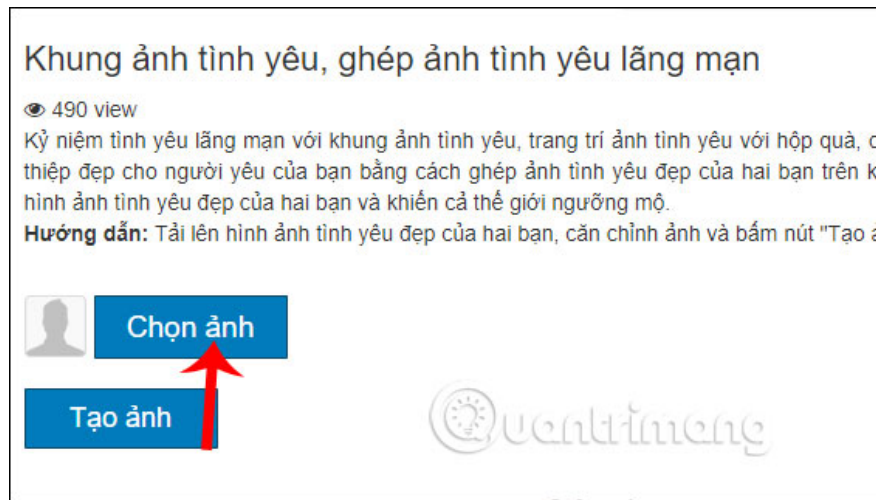 Khung ảnh tình yêu, ghép ảnh tình yêu lãng mạn
490 view
Kỷ niệm tình yêu lãng mạn với khung ảnh tình yêu, trang trí ảnh tình yêu với hộp quà,
thiệp đẹp cho người yêu của bạn bằng cách ghép ảnh tình yêu đẹp của hai bạn trên
hình ảnh tình yêu đẹp của hai bạn và khiến cả thế giới ngưỡng mộ.
Hướng dẫn: Tải lên hình ảnh tình yêu đẹp của hai bạn, căn chỉnh ảnh và bấm nút "Tạo
Chọn ảnh
Tạo ảnh
Quantrimang